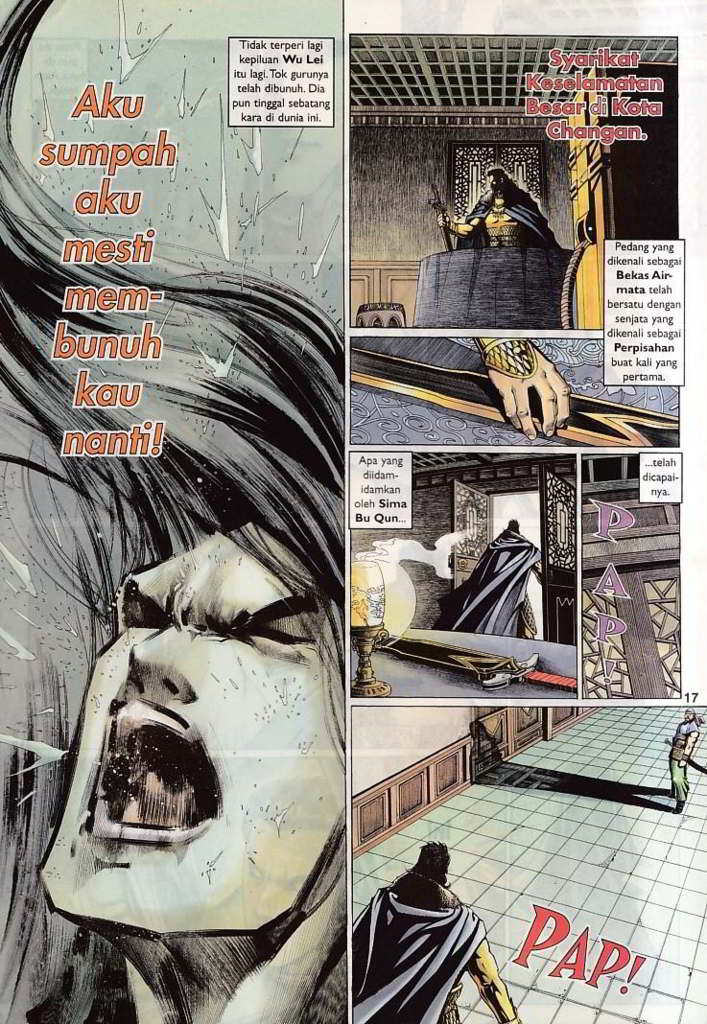 Tidak terperi lagi
kepiluan Wu Lei
itu lagi. Tok gurunya
telah dibunuh. Dia
pun tinggal sebatang
kara di dunia ini.
Aku
sumpah
aku
mesti
mem-
bunuh
kau
nanti!
Syarikat
Keselamatan
Besar di Kota
Changan.
Pedang yang
dikenali sebagai
Bekas Air-
mata telah
bersatu dengan
senjata yang
dikenali sebagai
Perpisahan
buat kali yang
pertama.
Apa yang
diidam-
idamkan
oleh Sima
Bu Qun...
...telah
dicapai-
nya.
PAP PAP!
17
PAP!